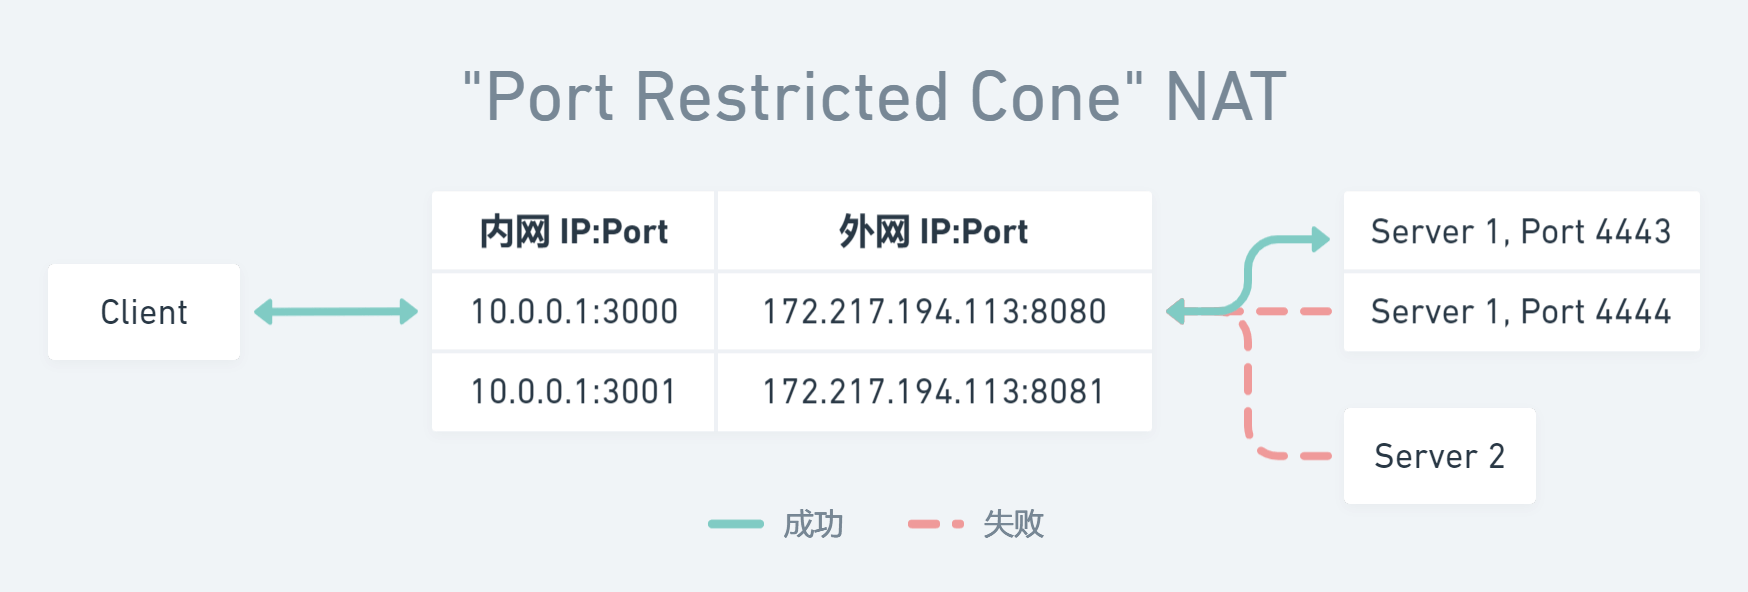 "Port Restricted Cone" NAT
内网 IP:Port
外网 IP:Port
Server 1, Port 4443
Client
10.0.0.1:3000
172.217.194.113:8080
Server 1, Port 4444
10.0.0.1:3001
172.217.194.113:8081
Server 2
成功
失败